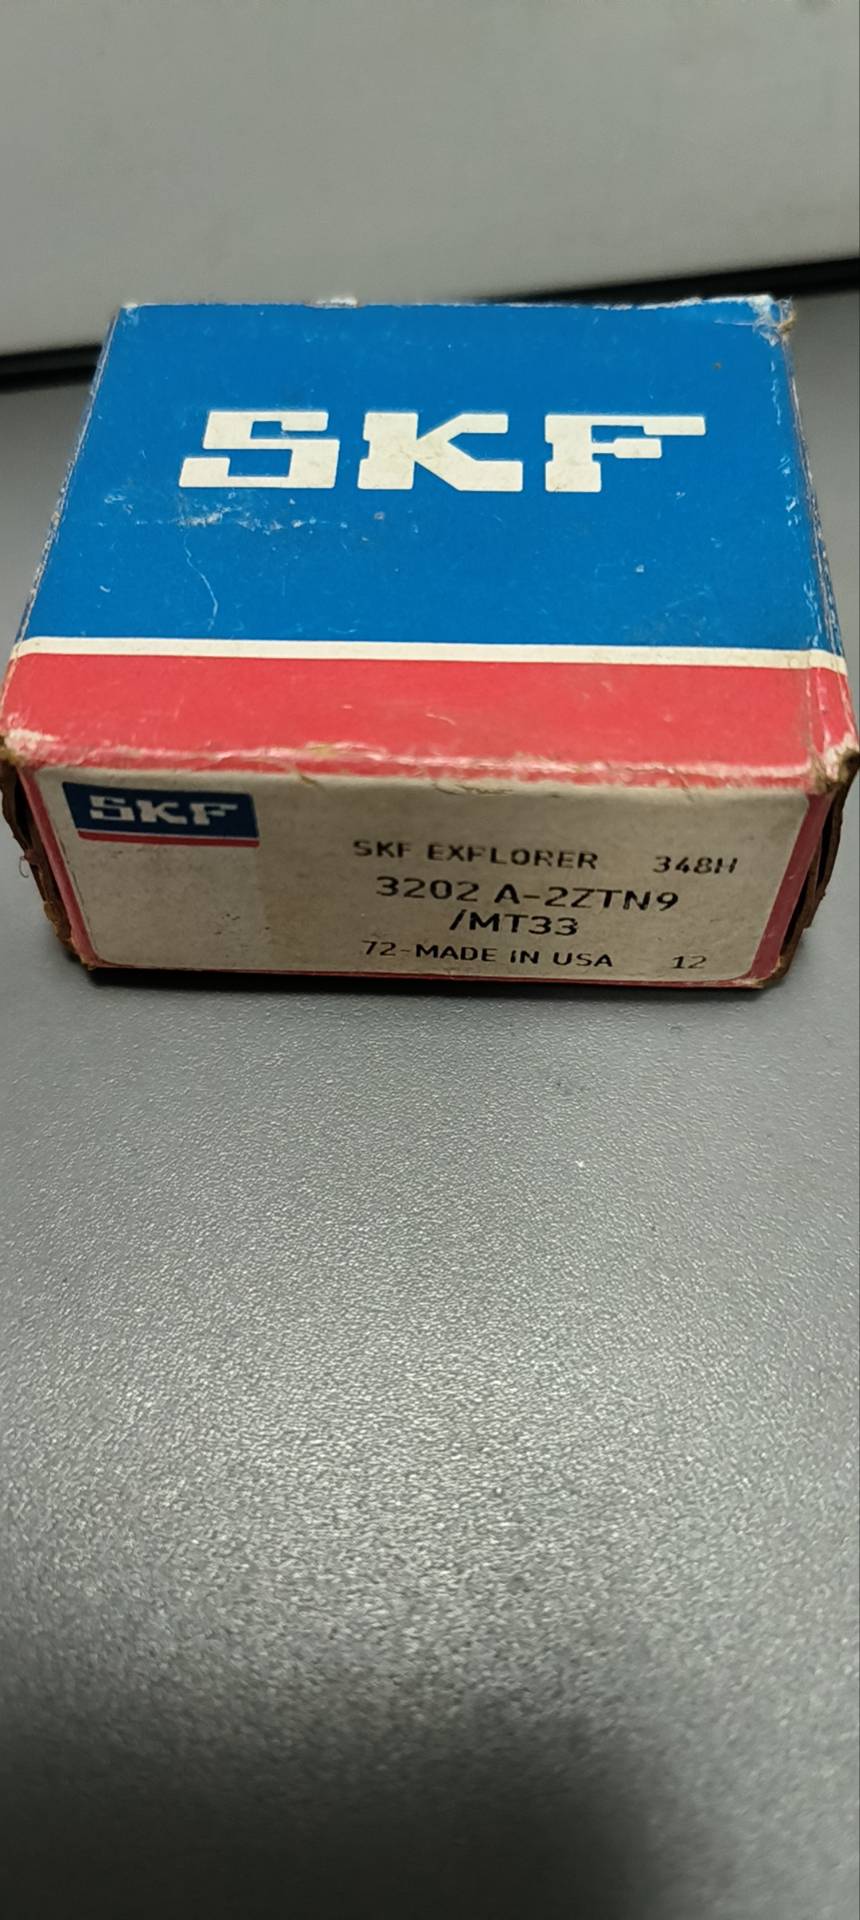 SKF
SKF
SKF EXPLORER 348H
3202 A-2ZTN9
/MT33
72-MADE IN USA 12